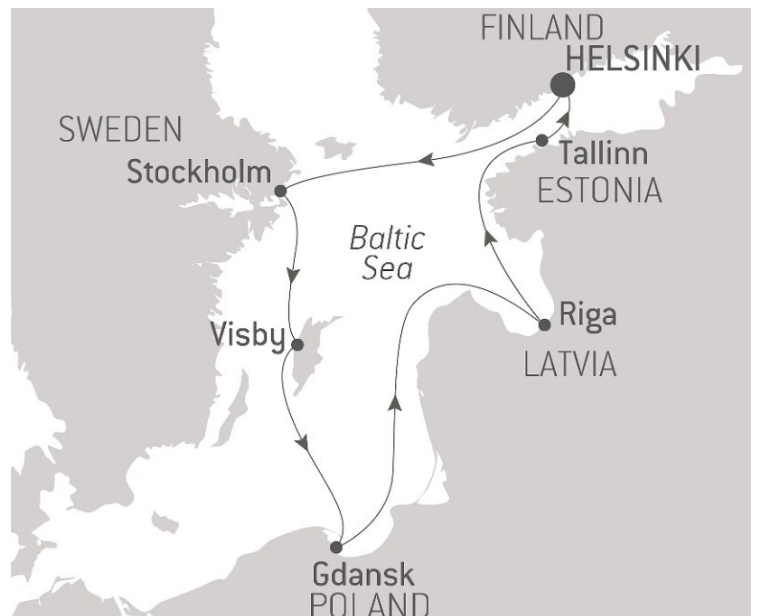 FINLAND
HELSINKI
SWEDEN
Stockholm
Tallinn
ESTONIA
Baltic
Sea
Riga
Visby
LATVIA
Gdansk
POLAND